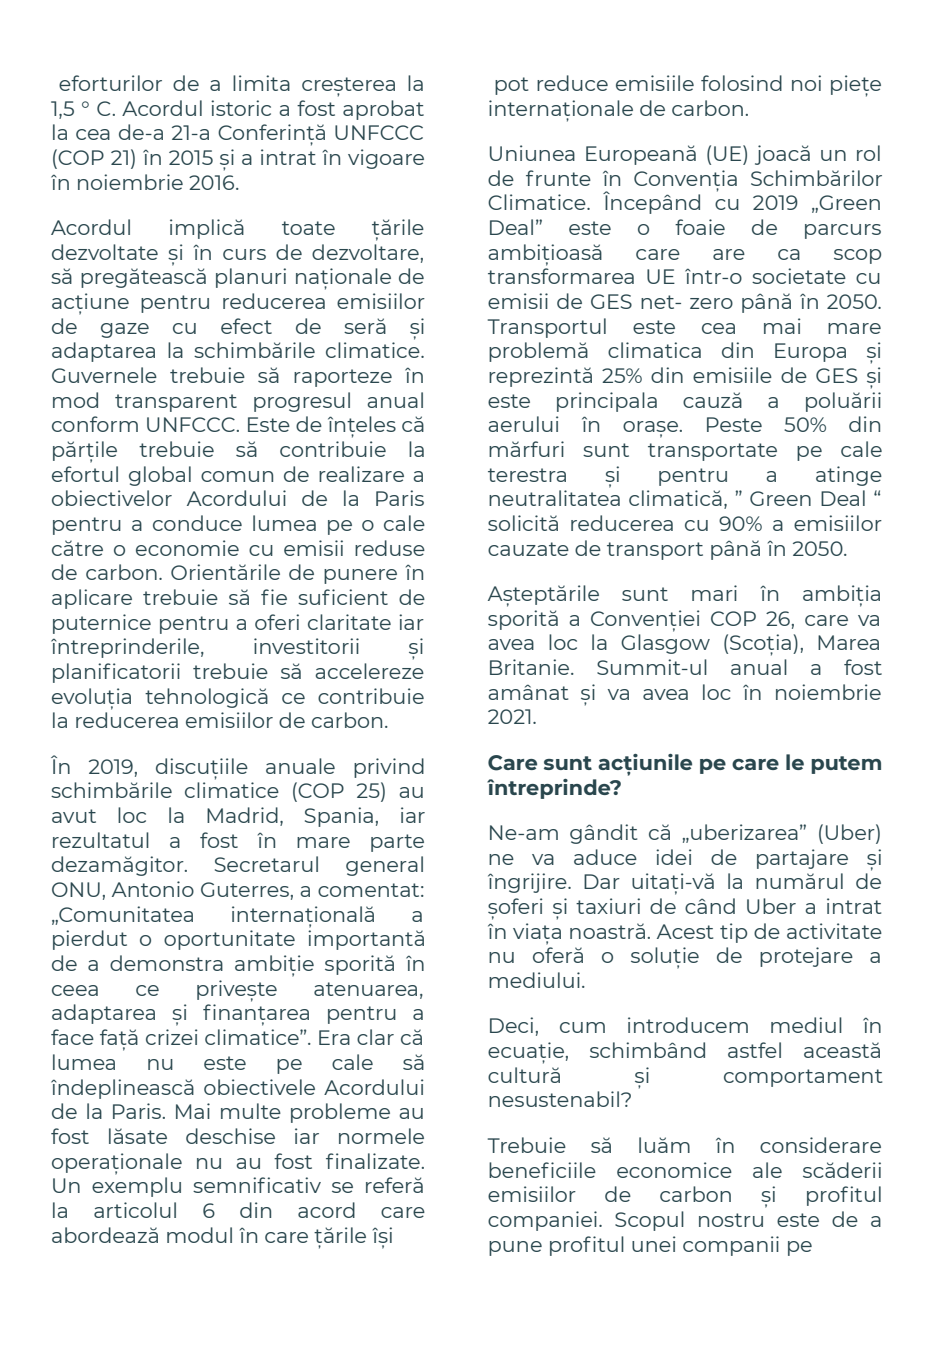 eforturilor de a limita creșterea la
1,5 ° C. Acordul istoric a fost aprobat
la cea de-a 21-a Conferință UNFCCC
(COP 21) în 2015 și a intrat în vigoare
în noiembrie 2016.
Acordul implică toate țările
dezvoltate și în curs de dezvoltare,
să pregătească planuri naționale de
acțiune pentru reducerea emisiilor
de gaze cu efect de seră și
adaptarea la schimbările climatice.
Guvernele trebuie să raporteze în
mod transparent progresul anual
conform UNFCCC. Este de înțeles că
părțile trebuie să contribuie la
efortul global comun de realizare a
obiectivelor Acordului de la Paris
pentru a conduce lumea pe o cale
către o economie cu emisii reduse
de carbon. Orientările de punere în
aplicare trebuie să fie suficient de
puternice pentru a oferi claritate iar
întreprinderile, investitorii și
planificatorii trebuie să accelereze
evoluția tehnologică ce contribuie
la reducerea emisiilor de carbon.
În 2019, discuțiile anuale privind
schimbările climatice (COP 25) au
avut loc la Madrid, Spania, iar
rezultatul a fost în mare parte
dezamăgitor. Secretarul general
ONU, Antonio Guterres, a comentat:
„Comunitatea internațională a
pierdut o oportunitate importantă
de a demonstra ambiție sporită în
ceea ce privește atenuarea,
adaptarea și finanțarea pentru a
face față crizei climatice”. Era clar că
lumea nu este pe cale să
îndeplinească obiectivele Acordului
de la Paris. Mai multe probleme au
fost lăsate deschise iar normele
operaționale nu au fost finalizate.
Un exemplu semnificativ se referă
la articolul 6 din acord care
abordează modul în care țările își
pot reduce emisiile folosind noi piețe
internaționale de carbon.
Uniunea Europeană (UE) joacă un rol
de frunte în Convenția Schimbărilor
Climatice. Începând cu 2019 „Green
Deal” este o foaie de parcurs
ambițioasă care are ca scop
transformarea UE într-o societate cu
emisii de GES net- zero până în 2050.
Transportul este cea mai mare
problemă climatica din Europa și
reprezintă 25% din emisiile de GES și
este principala cauză a poluării
aerului în orașe. Peste 50% din
mărfuri sunt transportate pe cale
terestra și pentru a atinge
neutralitatea climatică, ” Green Deal “
solicită reducerea cu 90% a emisiilor
cauzate de transport până în 2050.
Așteptările sunt mari în ambiția
sporită a Convenției COP 26, care va
avea loc la Glasgow (Scoția), Marea
Britanie. Summit-ul anual a fost
amânat și va avea loc în noiembrie
2021.
Care sunt acțiunile pe care le putem
întreprinde?
Ne-am gândit că „uberizarea” (Uber)
ne va aduce idei de partajare și
îngrijire. Dar uitați-vă la numărul de
șoferi și taxiuri de când Uber a intrat
în viața noastră. Acest tip de activitate
nu oferă o soluție de protejare a
mediului.
Deci, cum introducem mediul în
ecuație, schimbând astfel această
cultură și comportament
nesustenabil?
Trebuie să luăm în considerare
beneficiile economice ale scăderii
emisiilor de carbon și profitul
companiei. Scopul nostru este de a
pune profitul unei companii pe